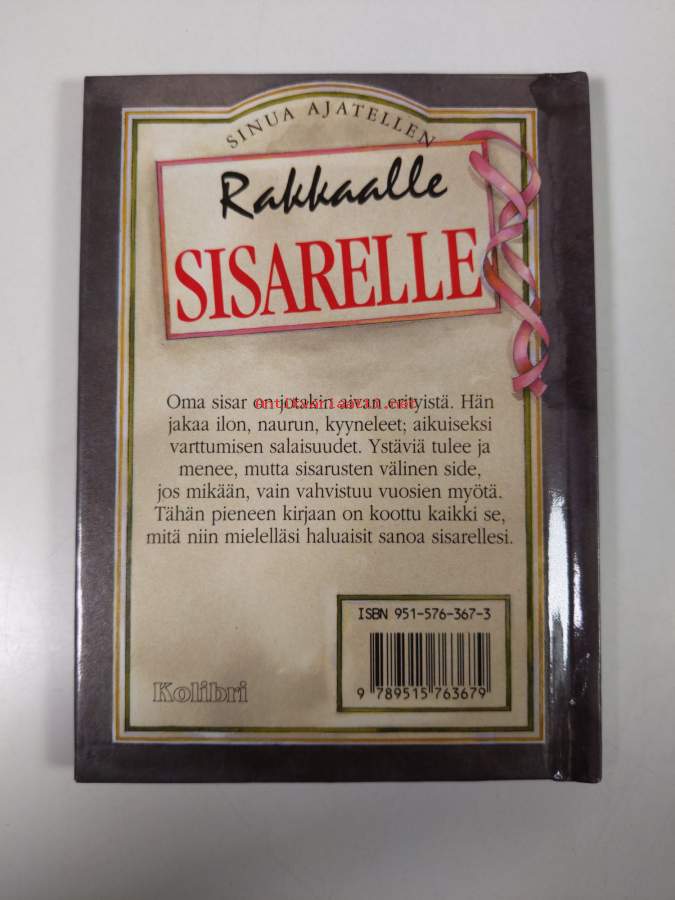 SINUA AJATELLEN
Rakkaalle
SISARELLE
Oma sisar on jotakin aivan erityistä. Hän
jakaa ilon, naurun, kyyneleet; aikuiseksi
varttumisen salaisuudet. Ystäviä tulee ja
menee, mutta sisarusten välinen side,
jos mikään, vain vahvistuu vuosien myötä.
Tähän pieneen kirjaan on koottu kaikki se,
mitä niin mielelläsi haluaisit sanoa sisarellesi.
ISBN 951-576-367-3
9 789515 763679
Kolibri